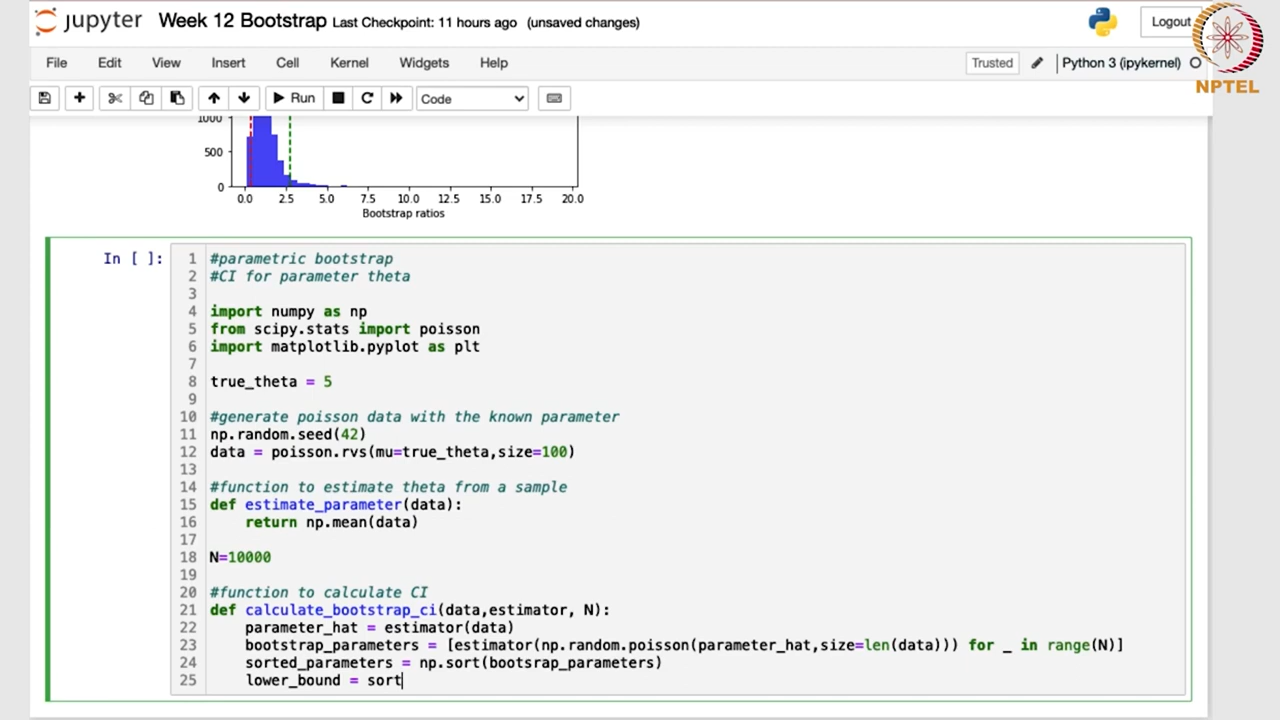 jupyter Week 12 Bootstrap Last Checkpoint: 11 hours ago (unsaved changes) Logout
NPTEL
File Edit View Insert Cell Kernel Widgets Help Trusted Python 3 (ipykernel)
Run Code
1000
500
0
0.0 2.5 5.0 7.5 10.0 12.5 15.0 17.5 20.0
Bootstrap ratios
In [ ]:
1 #parametric bootstrap
2 #CI for parameter theta
3
4 import numpy as np
5 from scipy.stats import poisson
6 import matplotlib.pyplot as plt
7
8 true_theta = 5
9
10 #generate poisson data with the known parameter
11 np.random.seed(42)
12 data = poisson.rvs(mu=true_theta,size=100)
13
14 #function to estimate theta from a sample
15 def estimate_parameter(data):
16 return np.mean(data)
17
18 N=10000
19
20 #function to calculate CI
21 def calculate_bootstrap_ci(data,estimator, N):
22 parameter_hat = estimator(data)
23 bootstrap_parameters = [estimator(np.random.poisson(parameter_hat,size=len(data))) for _ in range(N)]
24 sorted_parameters = np.sort(bootsrap_parameters)
25 lower_bound = sort